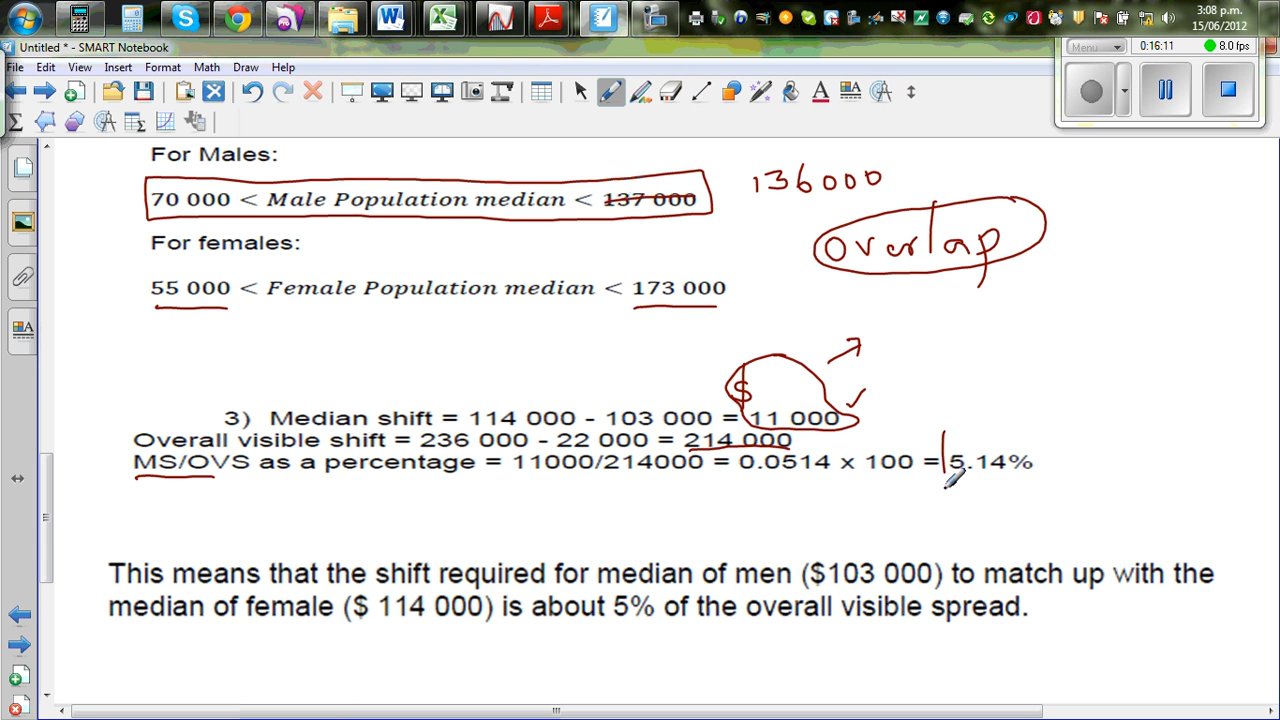 3:08 p.m.
15/06/2012
Untitled * - SMART Notebook
Menu
0:16:11
8.0 fps
File Edit View Insert Format Math Draw Help
For Males:
70 000 < Male Population median < 137 000
136000
For females:
overlap
55 000 < Female Population median < 173 000
$
3) Median shift = 114 000 - 103 000 = 11 000
Overall visible shift = 236 000 - 22 000 = 214 000
MS/OVS as a percentage = 11000/214000 = 0.0514 x 100 = 5.14%
This means that the shift required for median of men ($103 000) to match up with the
median of female ($ 114 000) is about 5% of the overall visible spread.